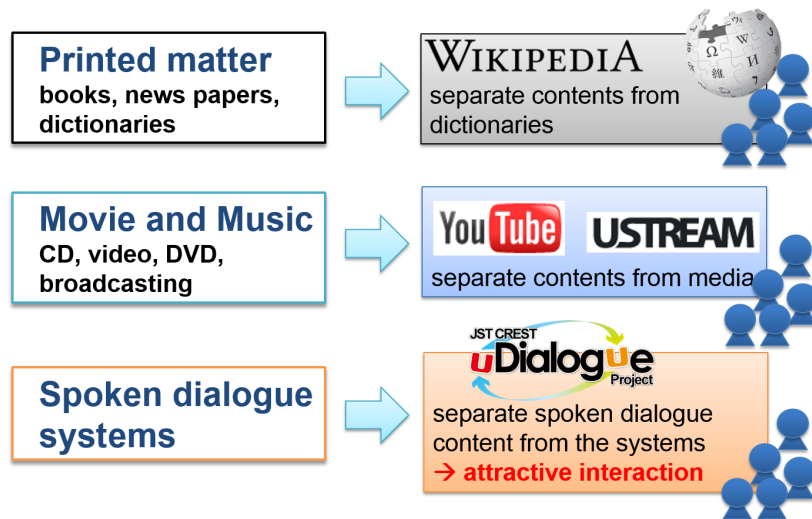 Printed matter
books, news papers,
dictionaries
WIKIPEDIA
Ω W И 維 7
separate contents from
dictionaries
Movie and Music
CD, video, DVD,
broadcasting
YouTube USTREAM
separate contents from media
JST CREST
uDialogue
Project
Spoken dialogue
systems
separate spoken dialogue
content from the systems
→ attractive interaction